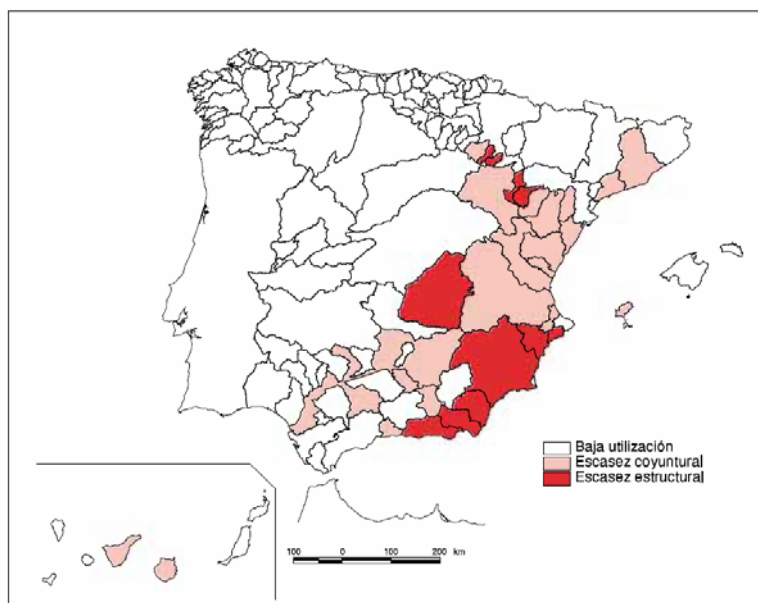 Baja utilización
Escasez coyuntural
Escasez estructural
100 0 100 200 km